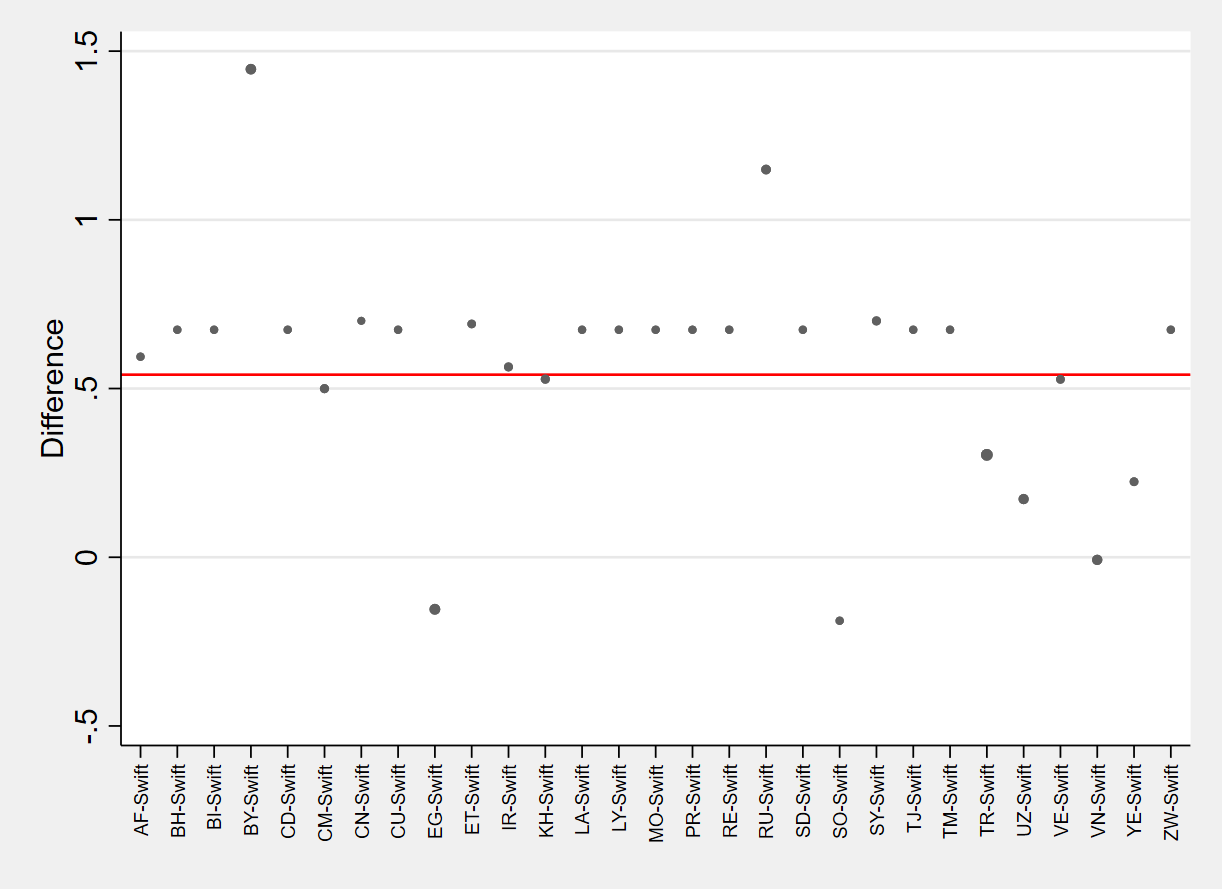 Difference
1.5
1
.5
0
-.5
AF-Swift
BH-Swift
BI-Swift
BY-Swift
CD-Swift
CM-Swift
CN-Swift
CU-Swift
EG-Swift
ET-Swift
IR-Swift
KH-Swift
LA-Swift
LY-Swift
MO-Swift
PR-Swift
RE-Swift
RU-Swift
SD-Swift
SO-Swift
SY-Swift
TJ-Swift
TM-Swift
TR-Swift
UZ-Swift
VE-Swift
VN-Swift
YE-Swift
ZW-Swift